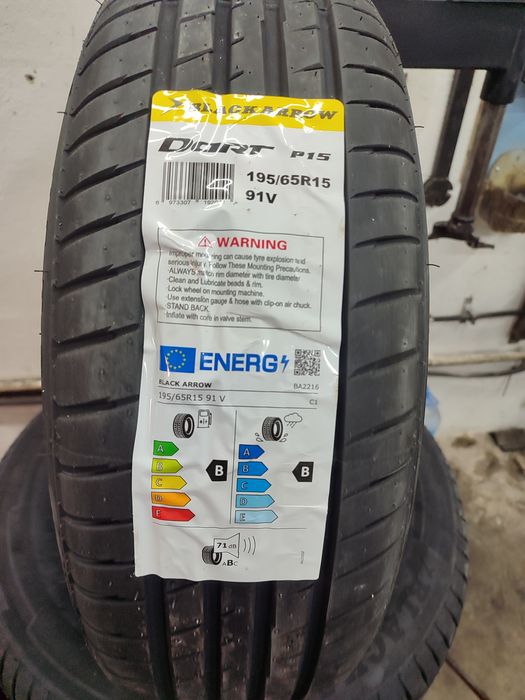 BLACKARROW
DART P15
195/65R15
91V
WARNING
Improper mounting can cause tyre explosion and
serious injury. Follow These Mounting Precautions.
·ALWAYS match rim diameter with tire diameter
·Clean and Lubricate beads & rim.
·Lock wheel on mounting machine.
·Use extension gauge & hose with clip-on air chuck.
·STAND BACK
·Inflate with core in valve stem.
ENERG
BLACK ARROW BA2216
195/65R15 91 V C1
A A
B B B B
C C
D D
E E
71 dB
ABC